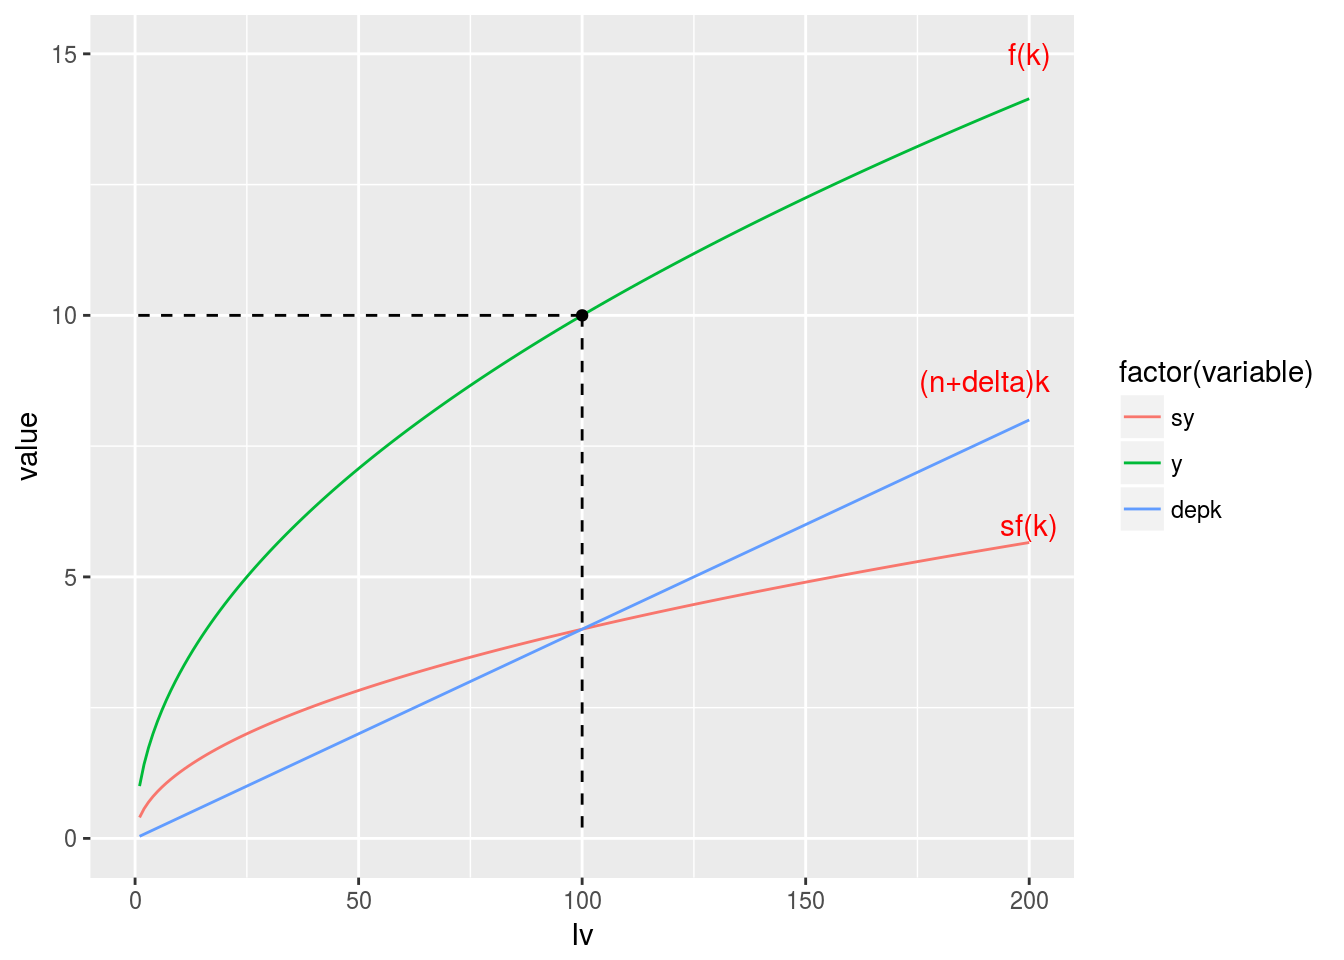 15
10
5
0
value
f(k)
(n+delta)k
sf(k)
0 50 100 150 200
lv
factor(variable)
sy
y
depk